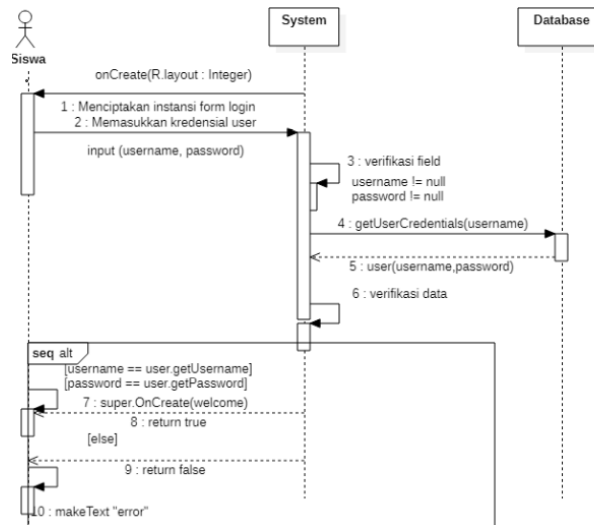 System
Database
Siswa
onCreate(R.layout : Integer)
1 : Menciptakan instansi form login
2 : Memasukkan kredensial user
input (username, password)
3 : verifikasi field
username != null
password != null
4 : getUserCredentials(username)
5 : user(username,password)
6 : verifikasi data
seq alt
[username == user.getUsername]
[password == user.getPassword]
7 : super.OnCreate(welcome)
8 : return true
[else]
9 : return false
10 : makeText "error"